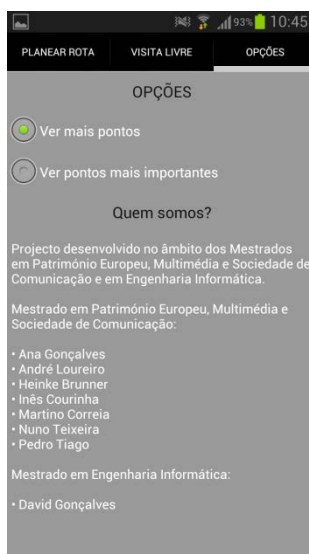 93% 10:45
PLANEAR ROTA VISITA LIVRE OPÇÕES
OPÇÕES
Ver mais pontos
Ver pontos mais importantes
Quem somos?
Projecto desenvolvido no âmbito dos Mestrados
em Património Europeu, Multimédia e Sociedade de
Comunicação e em Engenharia Informática.
Mestrado em Património Europeu, Multimédia e
Sociedade de Comunicação:
• Ana Gonçalves
• André Loureiro
• Heinke Brunner
• Inês Courinha
• Martino Correia
• Nuno Teixeira
• Pedro Tiago
Mestrado em Engenharia Informática:
• David Gonçalves